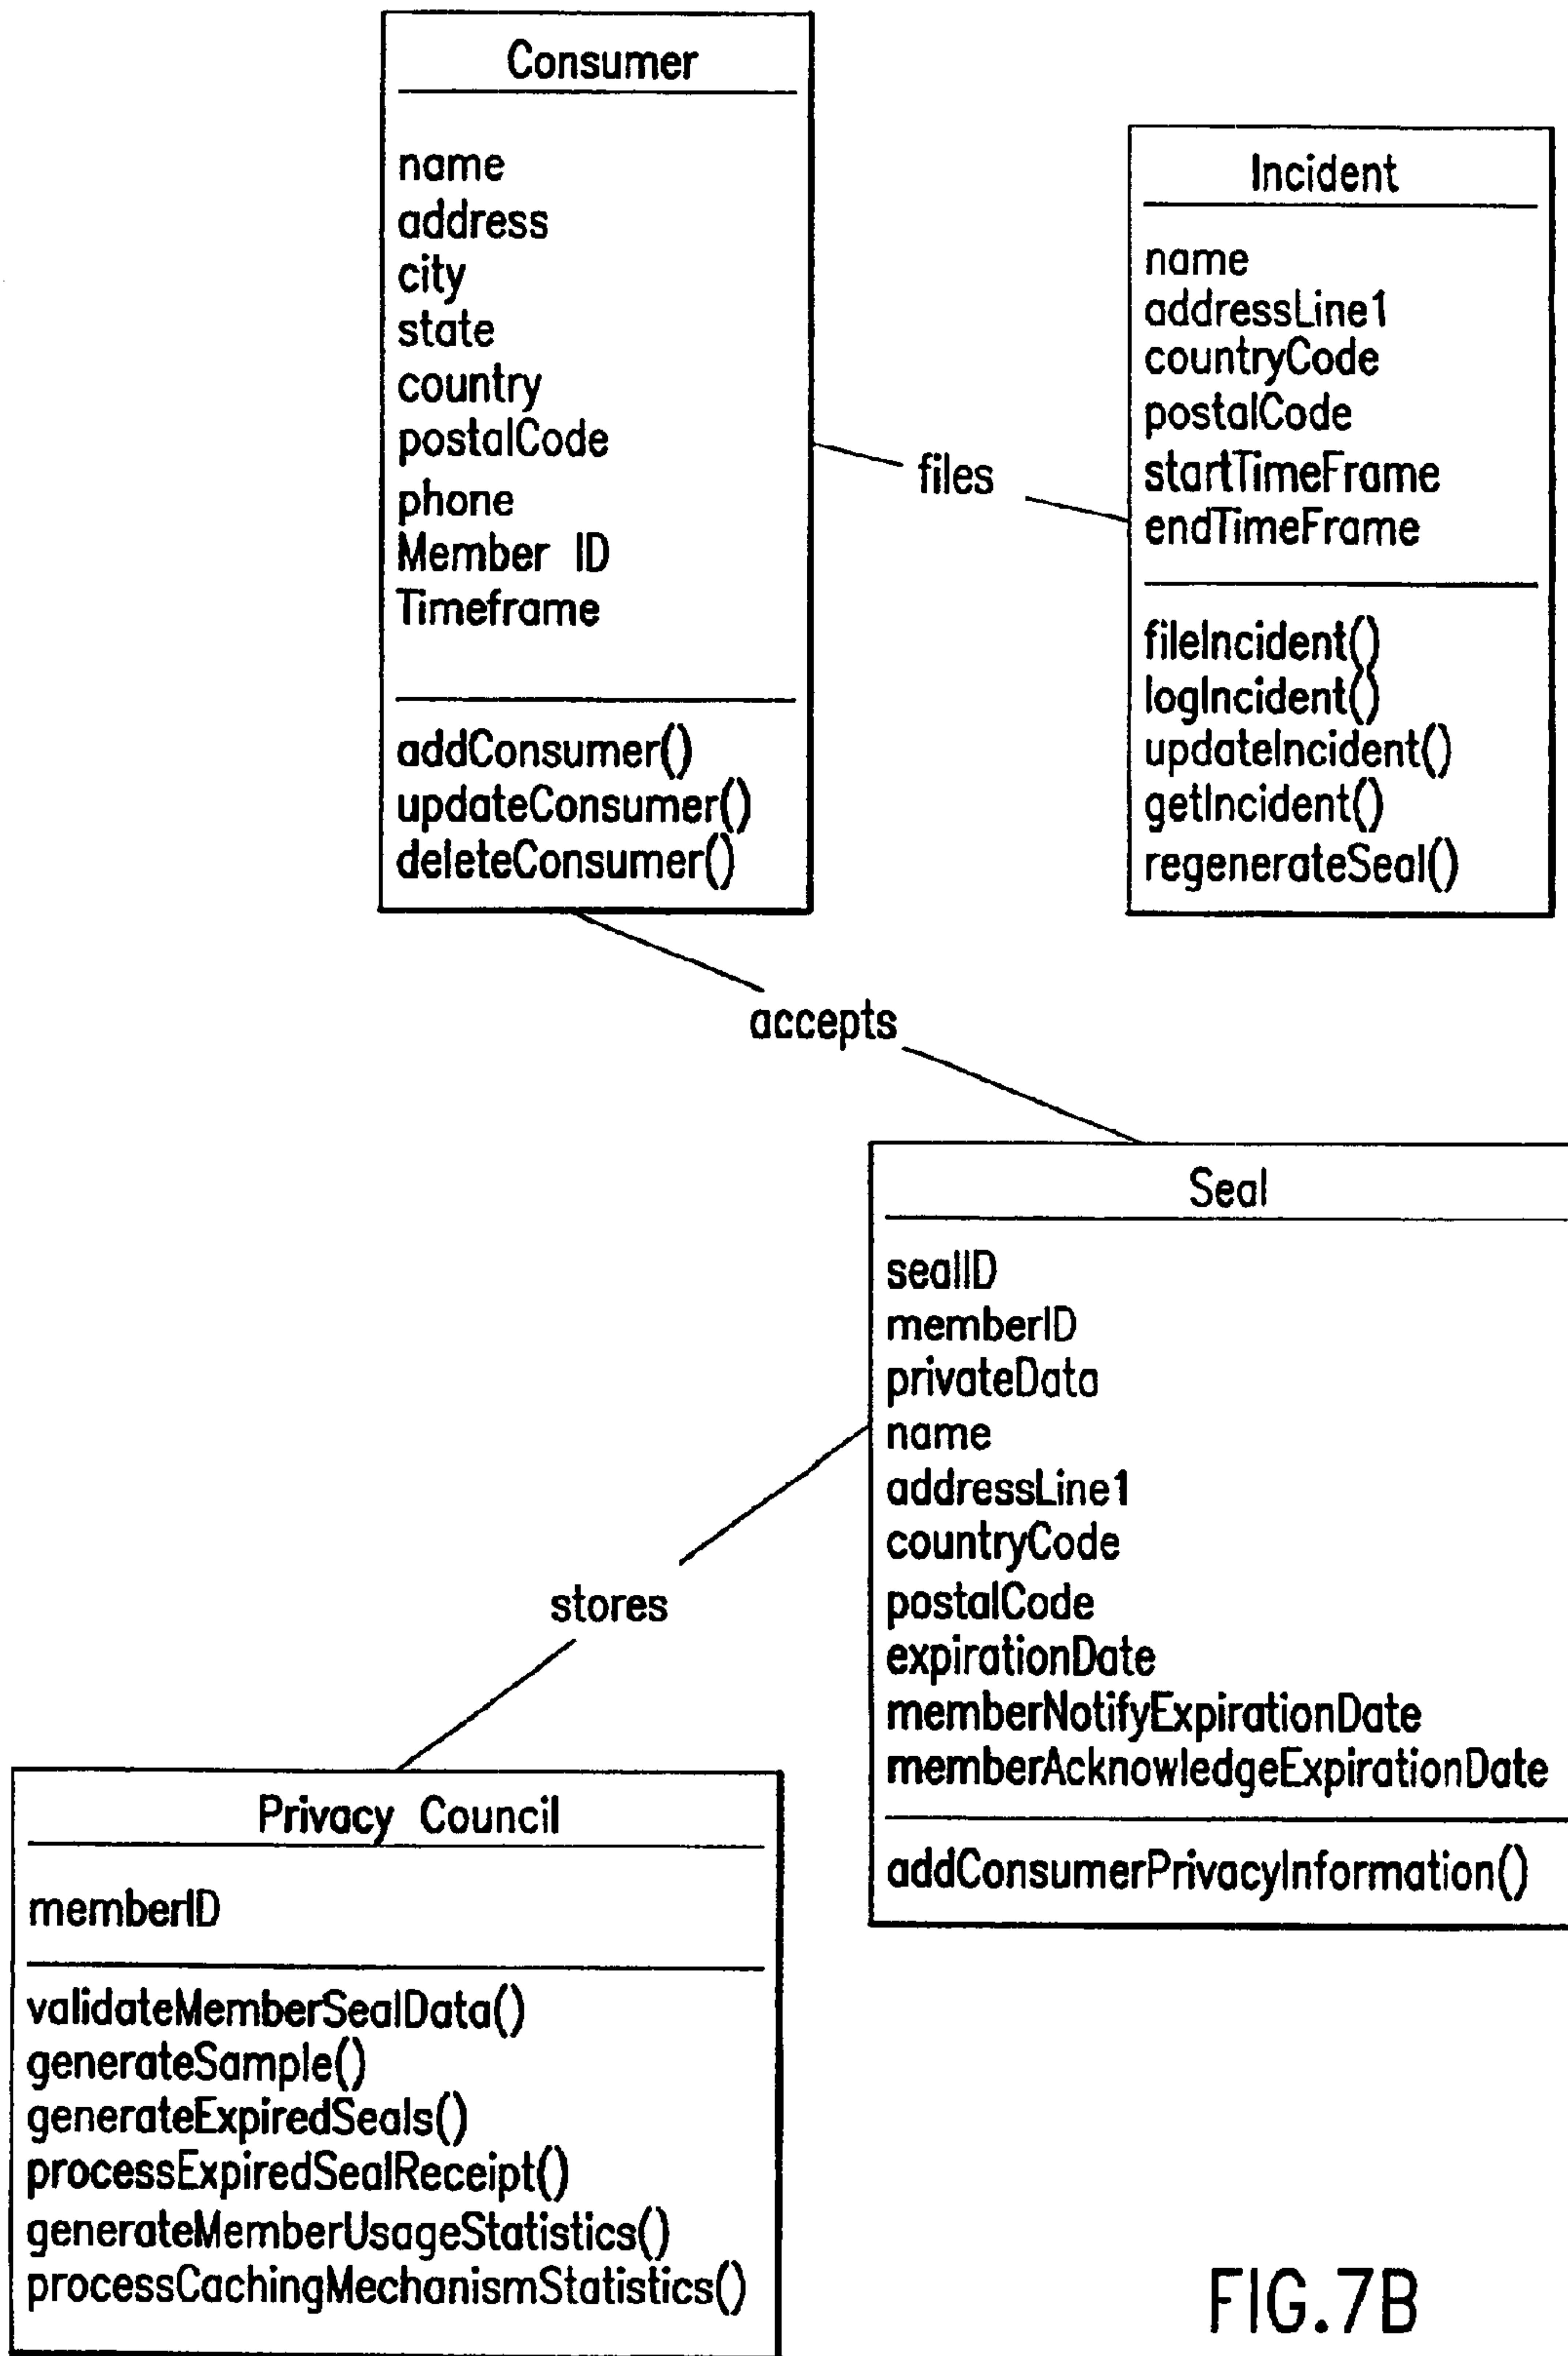 Consumer
name
address
city
state
country
postalCode
phone
Member ID
Timeframe
addConsumer()
updateConsumer()
deleteConsumer()
files
Incident
name
addressLine1
countryCode
postalCode
startTimeFrame
endTimeFrame
fileIncident()
logIncident()
updateIncident()
getIncident()
regenerateSeal()
accepts
Seal
sealID
memberID
privateData
name
addressLine1
countryCode
postalCode
expirationDate
memberNotifyExpirationDate
memberAcknowledgeExpirationDate
addConsumerPrivacyInformation()
stores
Privacy Council
memberID
validateMemberSealData()
generateSample()
generateExpiredSeals()
processExpiredSealReceipt()
generateMemberUsageStatistics()
processCachingMechanismStatistics()
FIG.7B